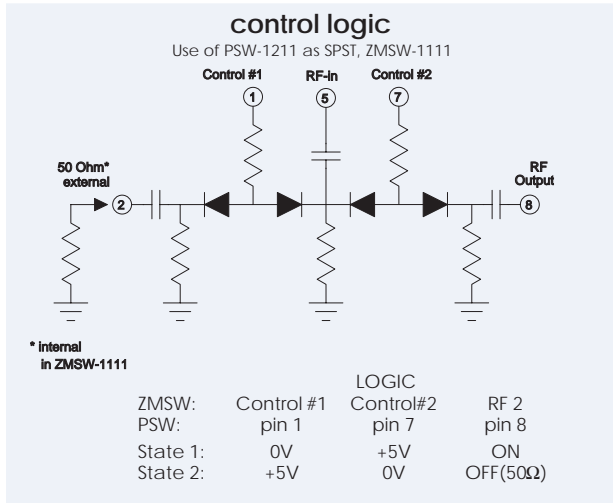 control logic
Use of PSW-1211 as SPST, ZMSW-1111
Control #1 RF-in Control #2
1 5 7
50 Ohm*
external
RF
Output
2 8
* internal
in ZMSW-1111
LOGIC
ZMSW: Control #1 Control#2 RF 2
PSW: pin 1 pin 7 pin 8
State 1: 0V +5V ON
State 2: +5V 0V OFF(50Ω)